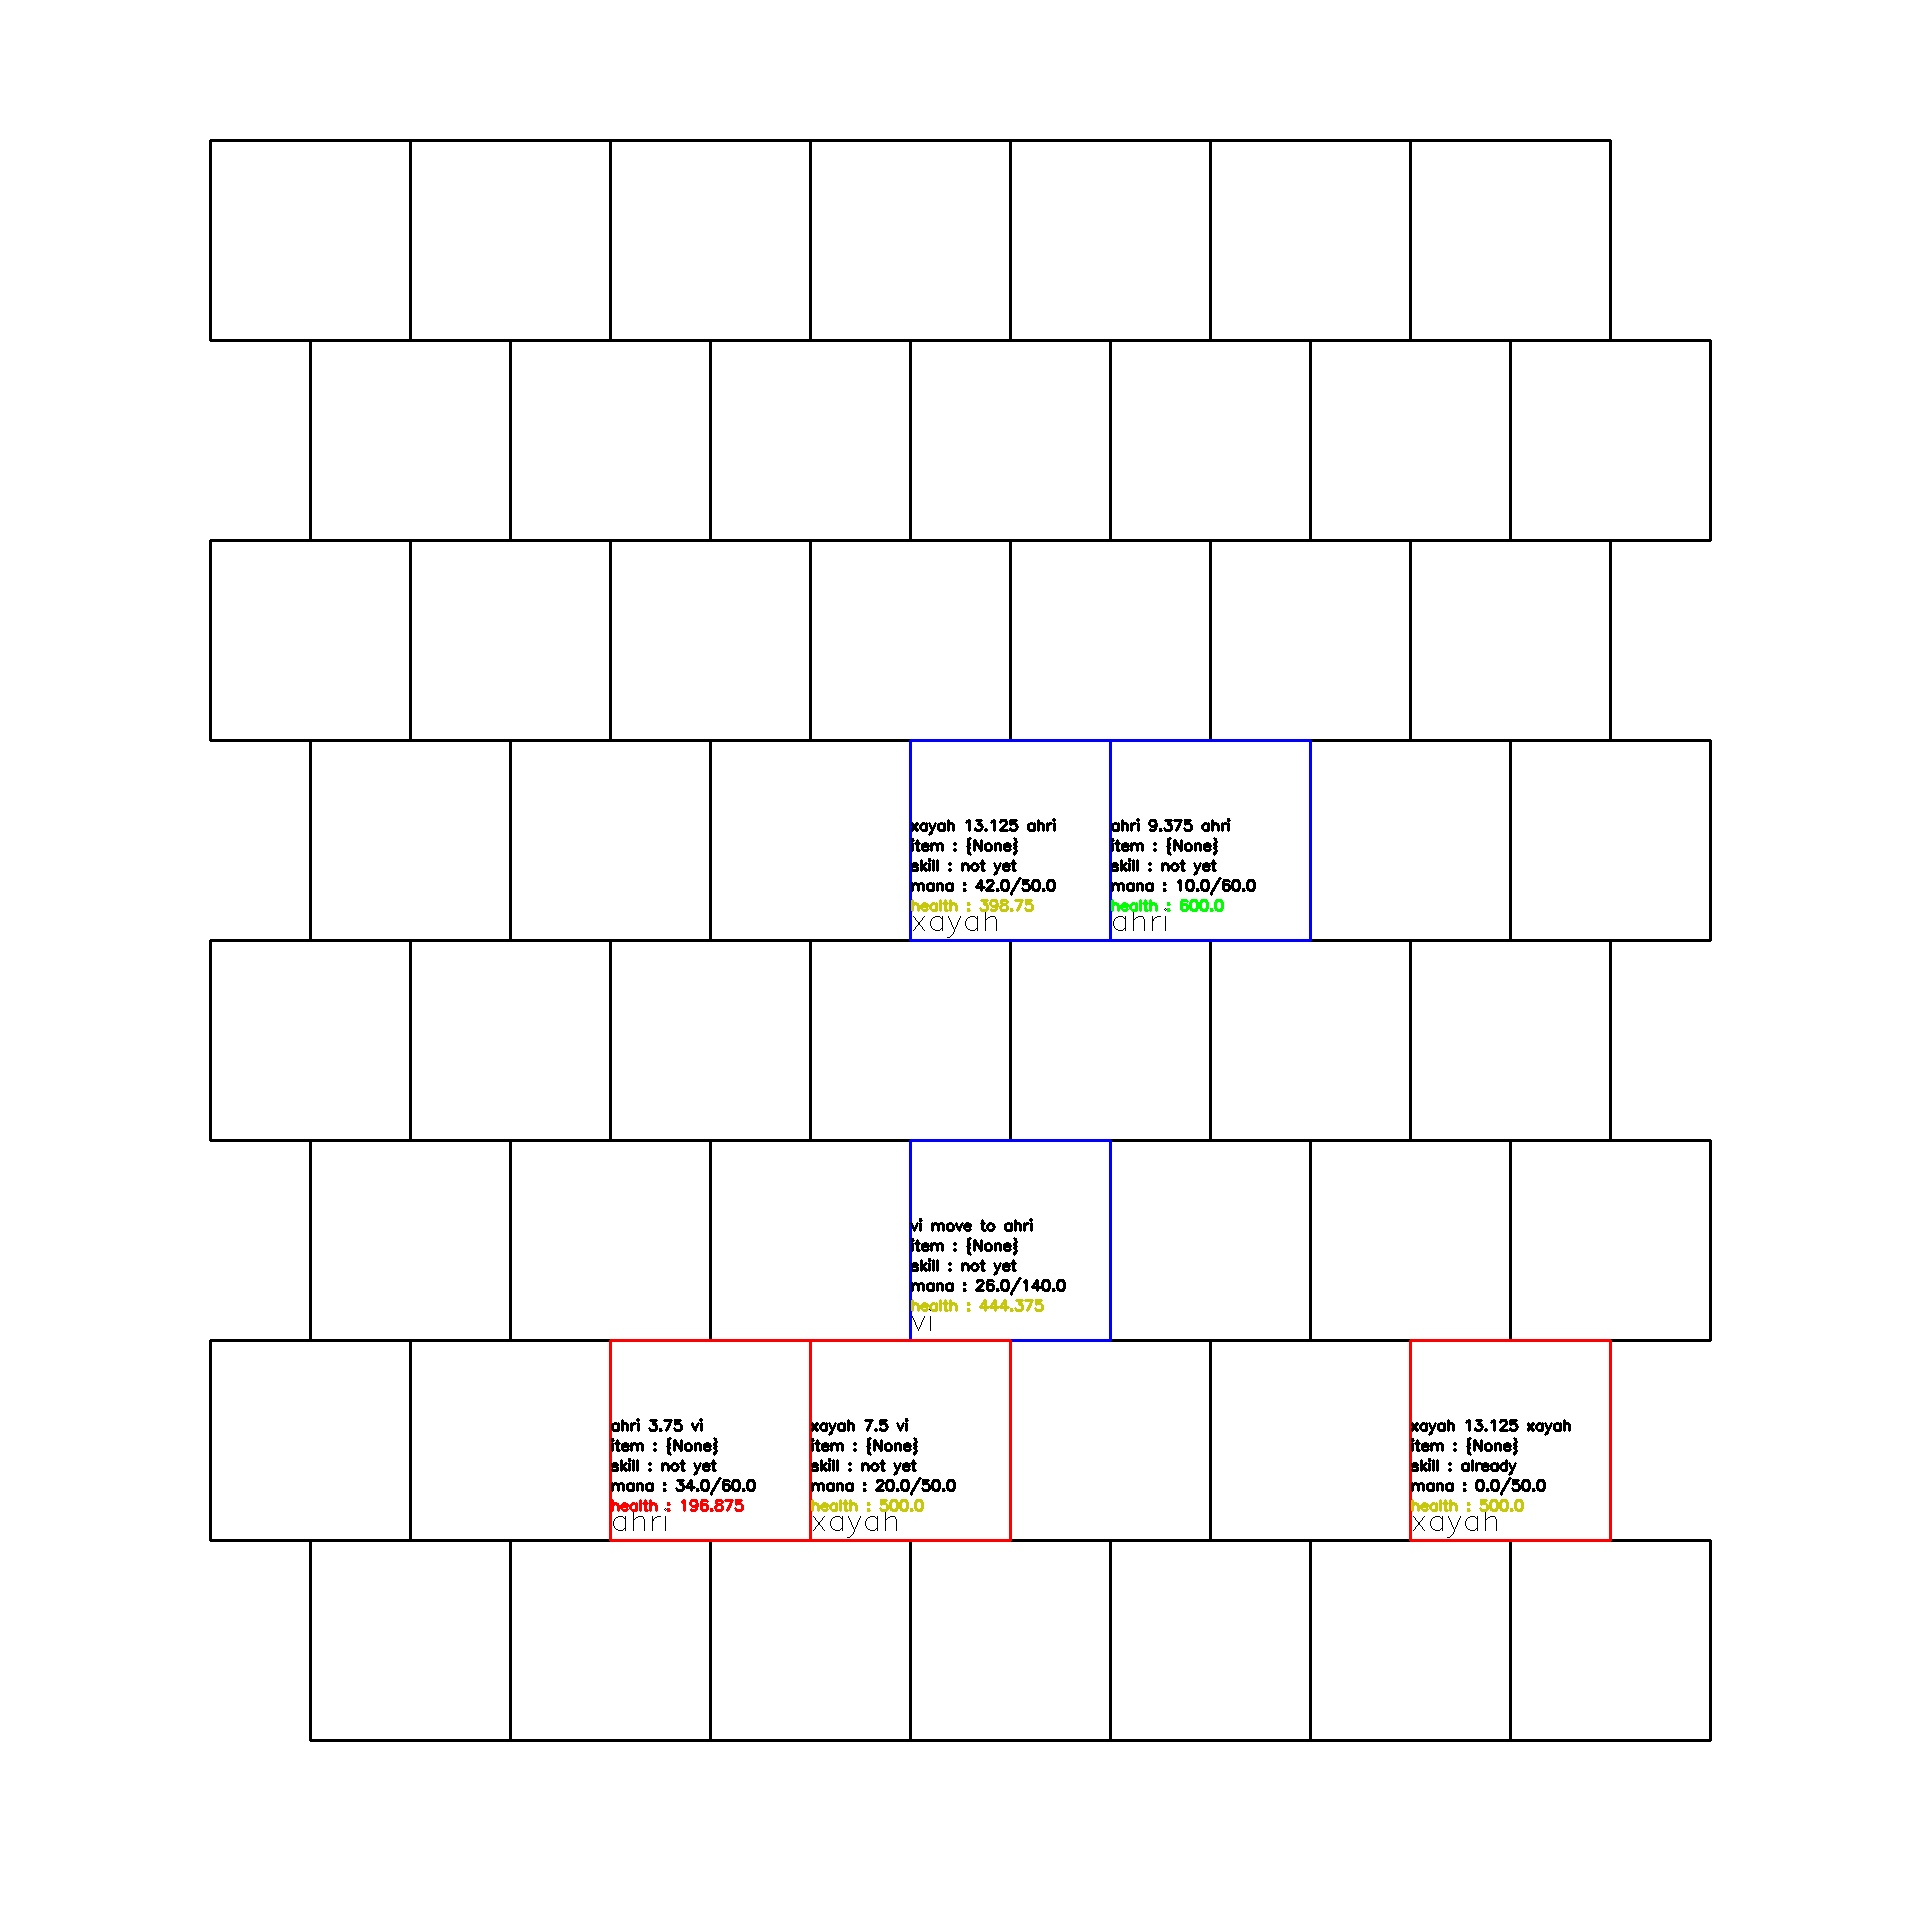 xayah 13.125 ahri
item : {None}
skill : not yet
mana : 42.0/50.0
health : 398.75
xayah
ahri 9.375 ahri
item : {None}
skill : not yet
mana : 10.0/60.0
health : 600.0
ahri
vi move to ahri
item : {None}
skill : not yet
mana : 26.0/140.0
health : 444.375
vi
ahri 3.75 vi
item : {None}
skill : not yet
mana : 34.0/60.0
health : 196.875
ahri
xayah 7.5 vi
item : {None}
skill : not yet
mana : 20.0/50.0
health : 500.0
xayah
xayah 13.125 xayah
item : {None}
skill : already
mana : 0.0/50.0
health : 500.0
xayah